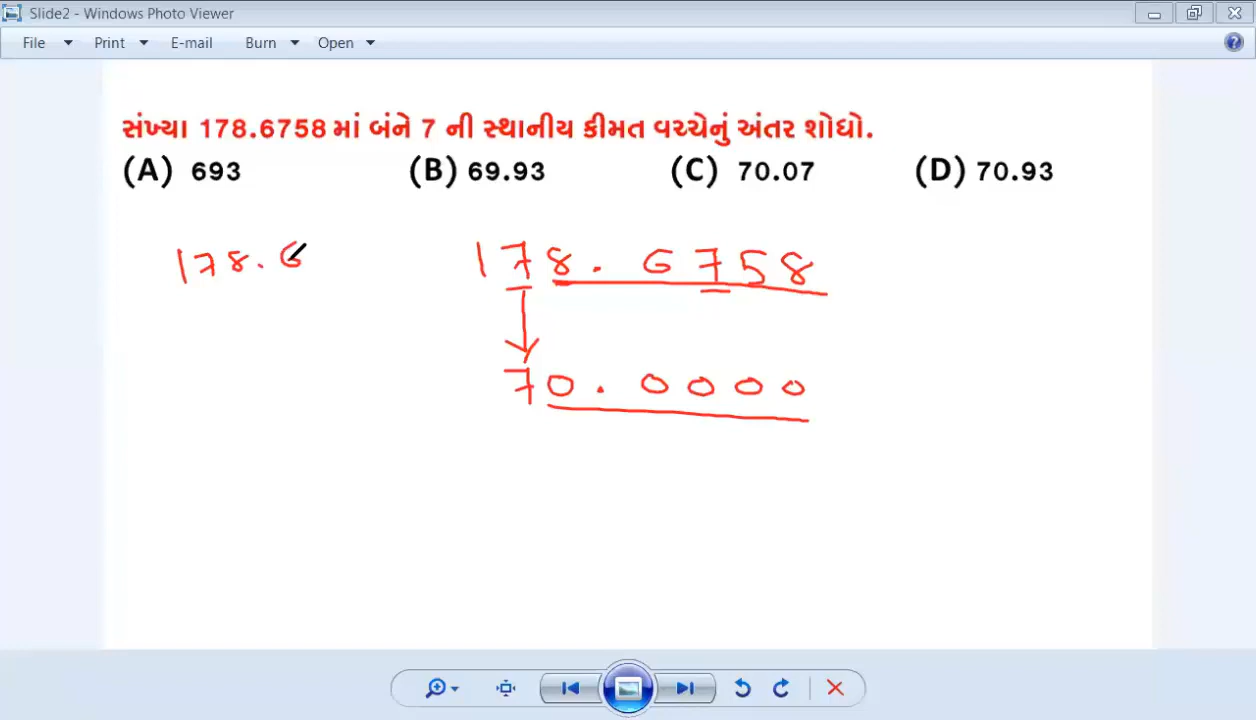 Slide2 - Windows Photo Viewer
File Print E-mail Burn Open
સંખ્યા 178.6758 માં બંને 7 ની સ્થાનીય કીમત વચ્ચેનું અંતર શોધો.
(A) 693 (B) 69.93 (C) 70.07 (D) 70.93
178.6 178.6758
70.0000